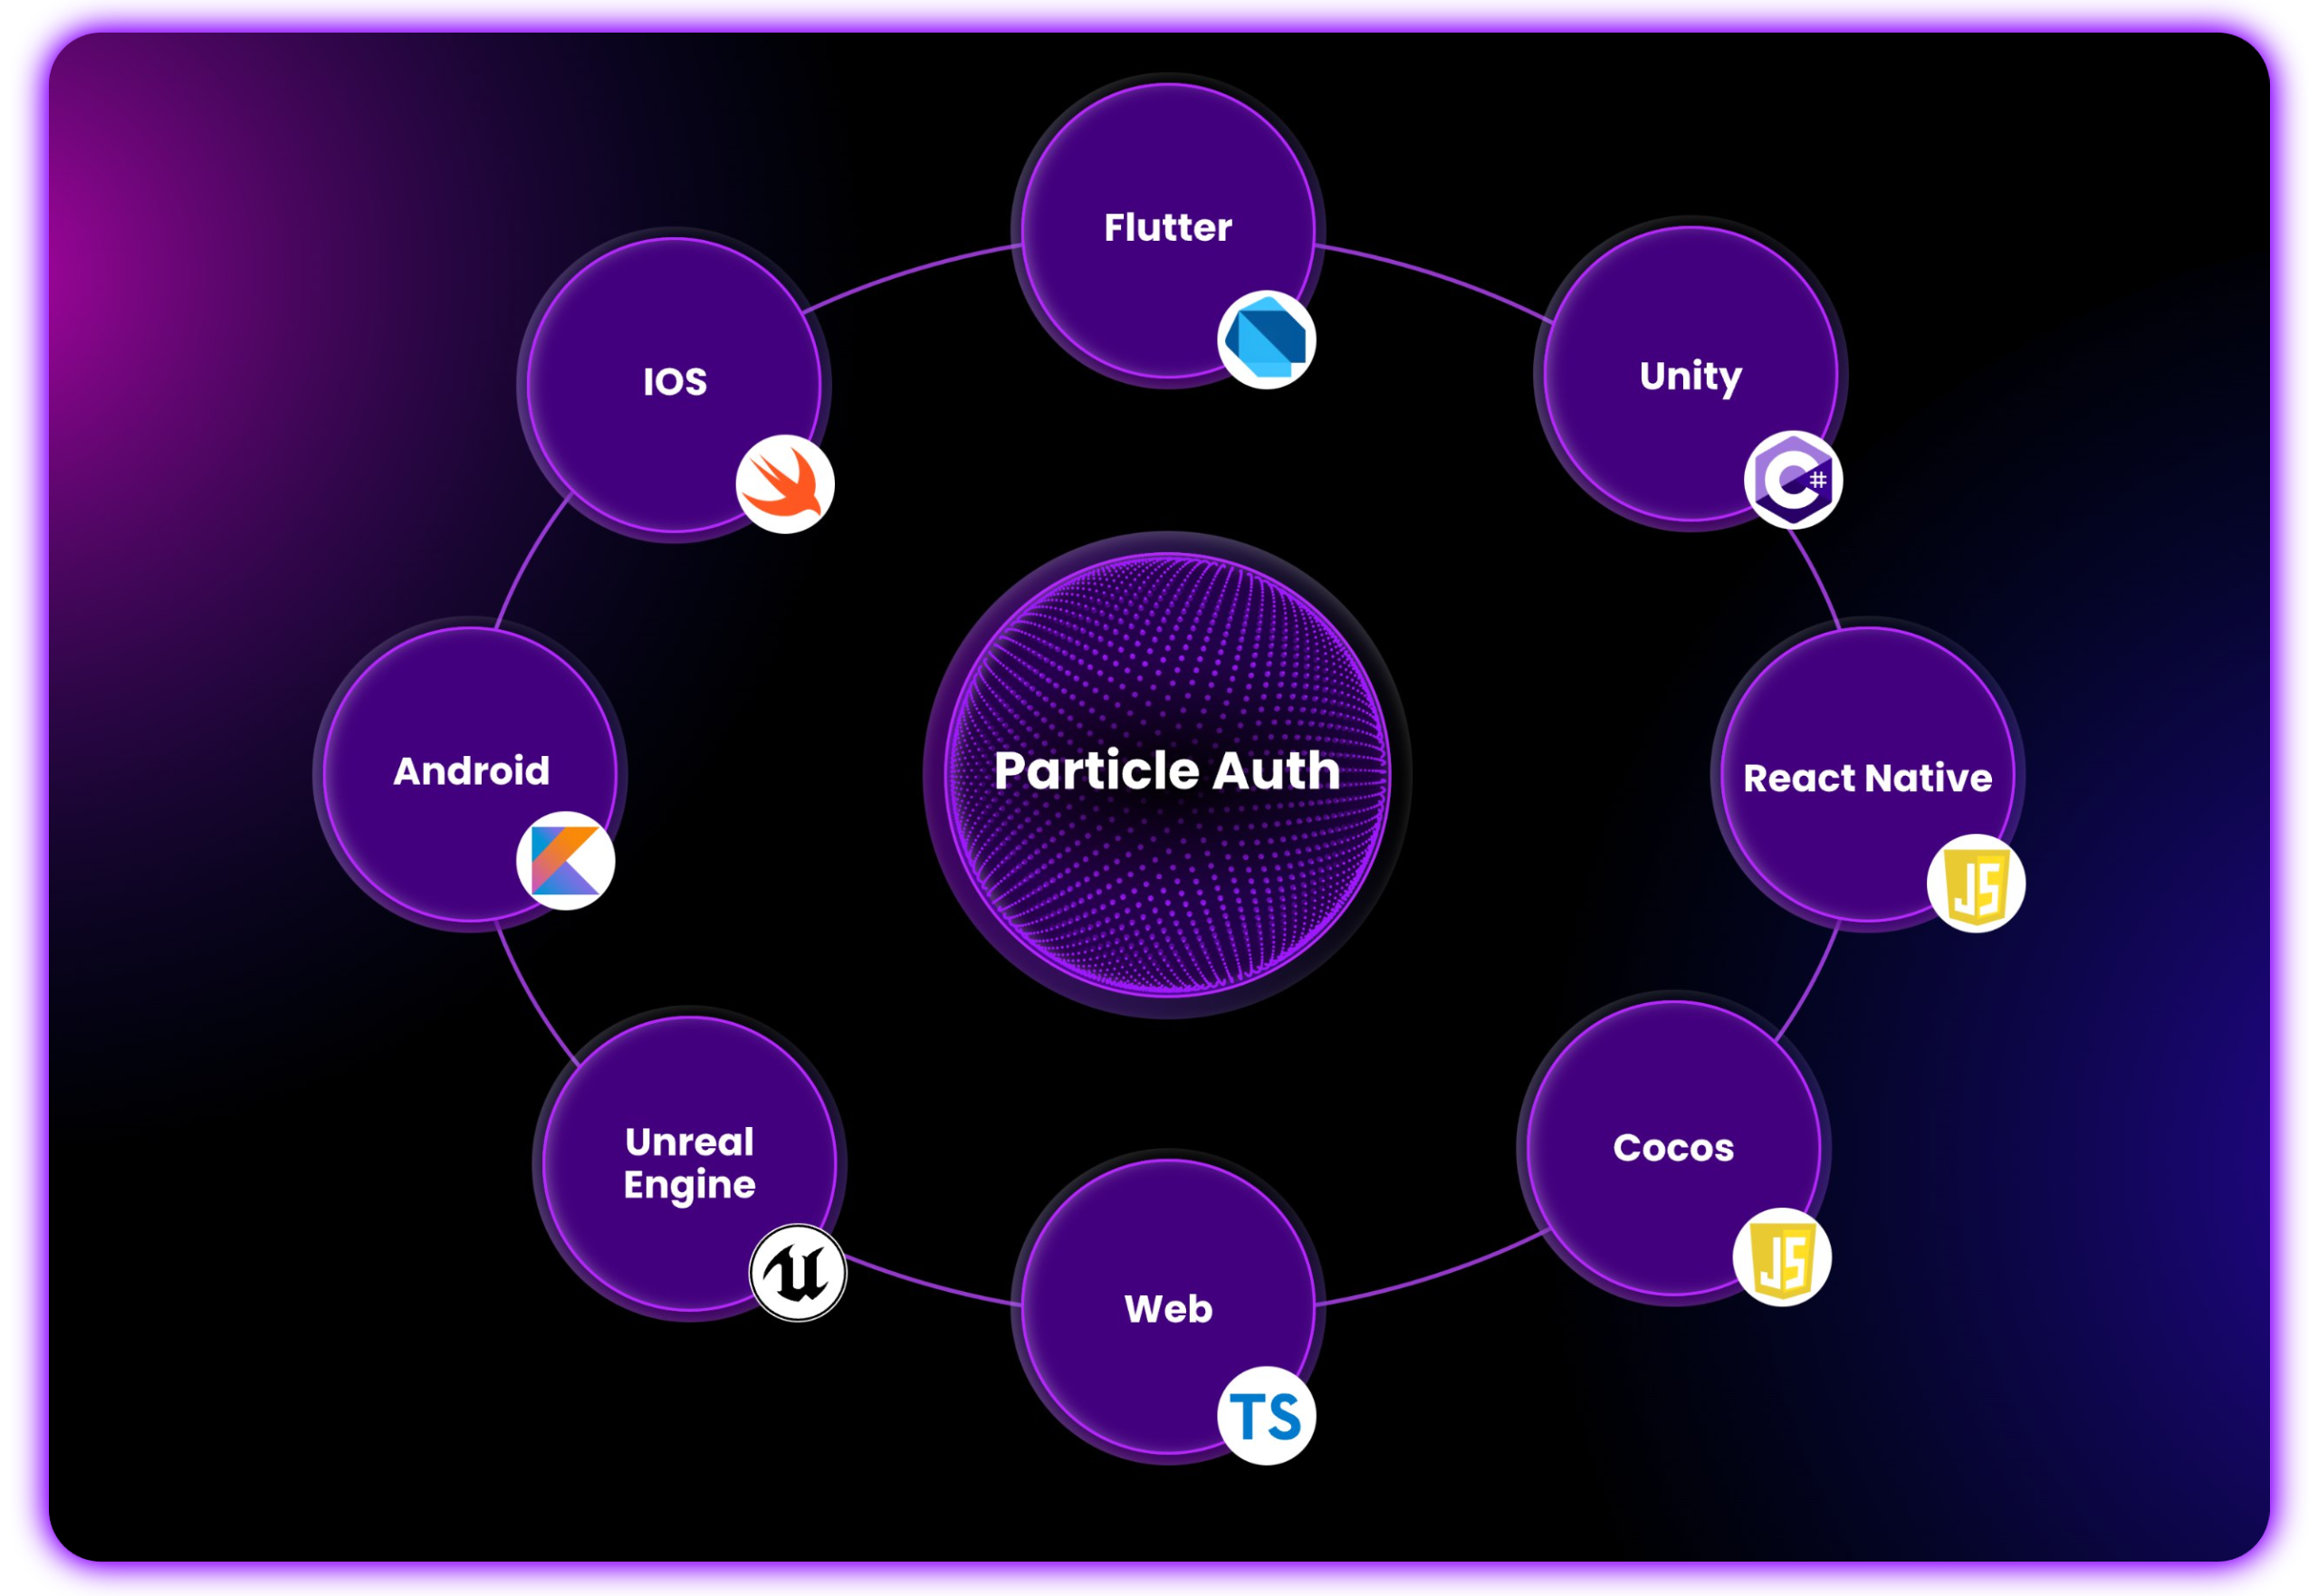 Flutter
Unity
C#
IOS
Particle Auth
Android
React Native
JS
Unreal
Engine
Cocos
JS
Web
TS